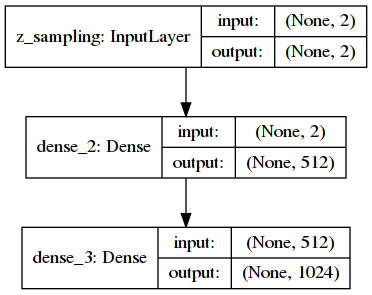 z_sampling: InputLayer
input: (None, 2)
output: (None, 2)
dense_2: Dense
input: (None, 2)
output: (None, 512)
dense_3: Dense
input: (None, 512)
output: (None, 1024)